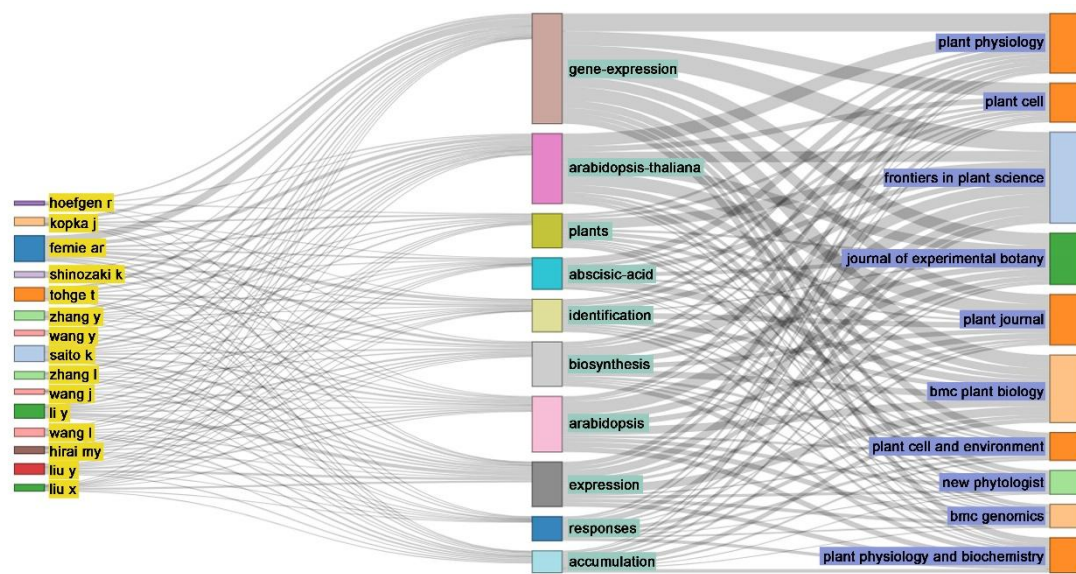 hoefgen r
kopka j
fernie ar
shinozaki k
tohge t
zhang y
wang y
saito k
zhang l
wang j
li y
wang l
hirai my
liu y
liu x
gene-expression
arabidopsis-thaliana
plants
abscisic-acid
identification
biosynthesis
arabidopsis
expression
responses
accumulation
plant physiology
plant cell
frontiers in plant science
journal of experimental botany
plant journal
bmc plant biology
plant cell and environment
new phytologist
bmc genomics
plant physiology and biochemistry